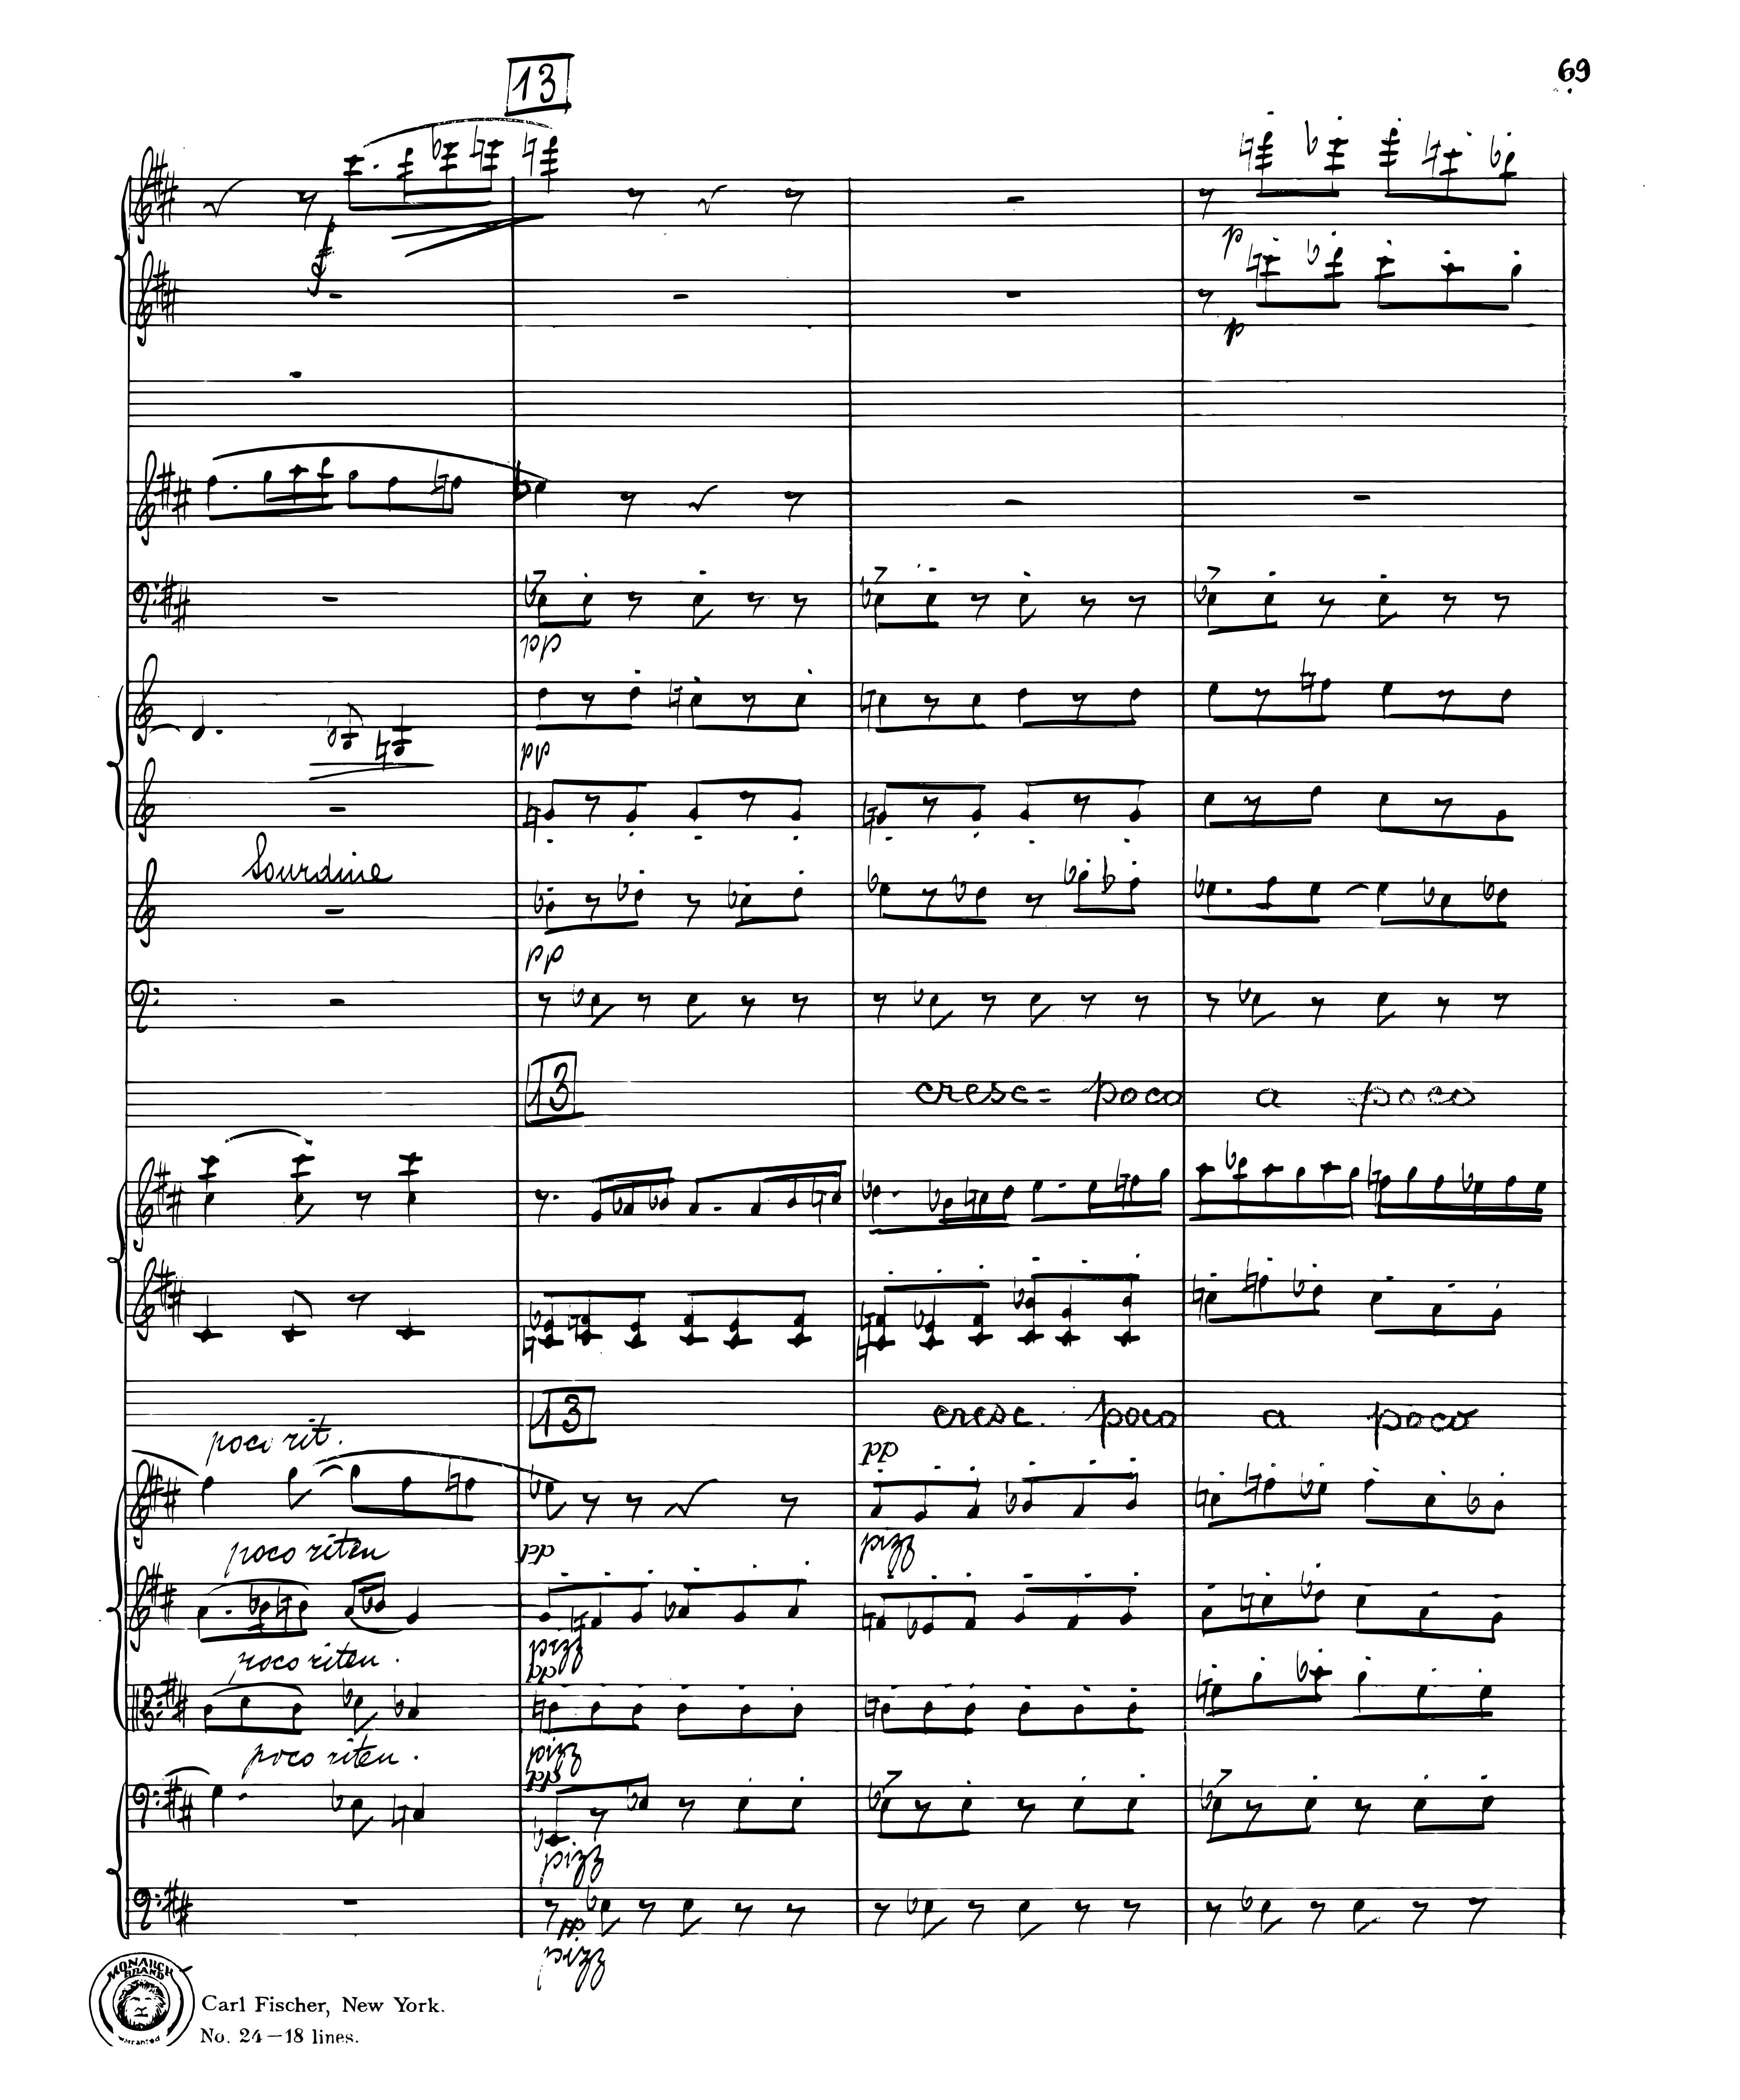 13
69
f
p
p
pp
pp
Sourdine
pp
13
cresc= poco a poco
13
cresc. poco a poco
poco rit.
pp
poco riten
pp
pizz
poco riten.
pizz
pp
poco riten.
pizz
pp
pizz
pp
pizz
MONARCH
BRAND
WARRANTED
Carl Fischer, New York.
No. 24-18 lines.